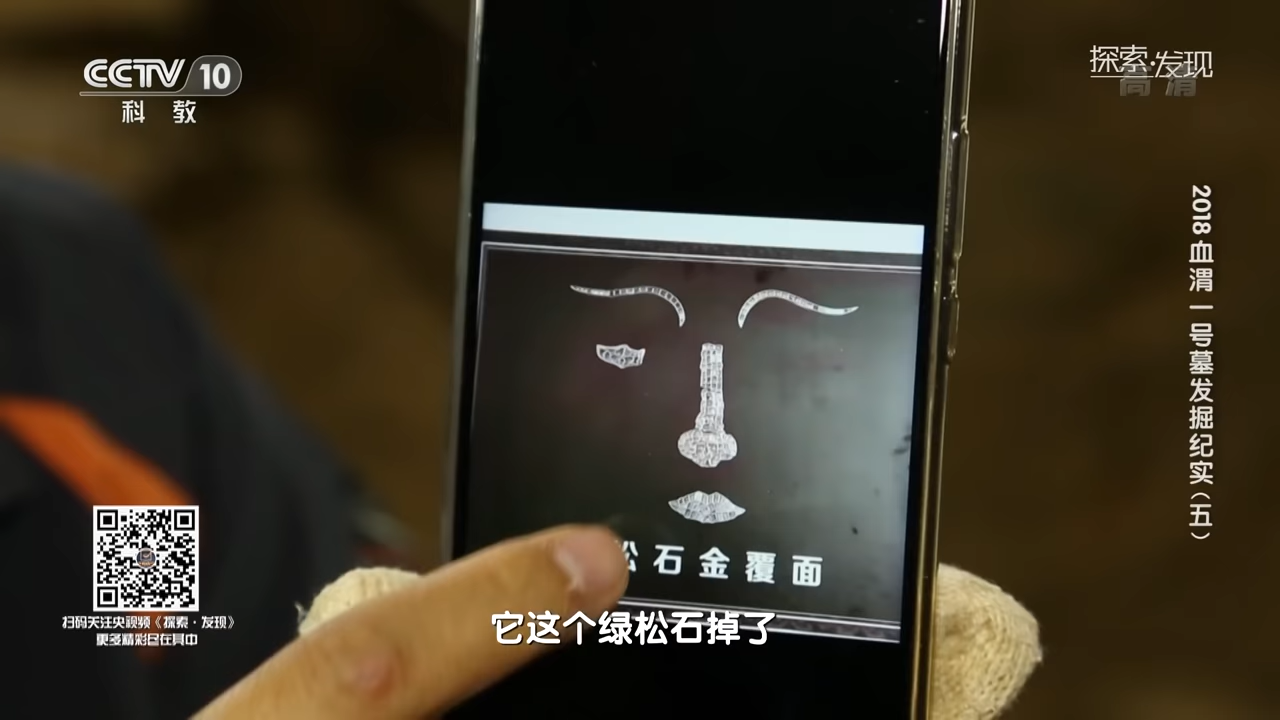 CCTV 10
科教
探索·发现
高清
2018血渭一号墓发掘纪实（五）
松石金覆面
它这个绿松石掉了
扫码关注央视频《探索·发现》
更多精彩尽在其中